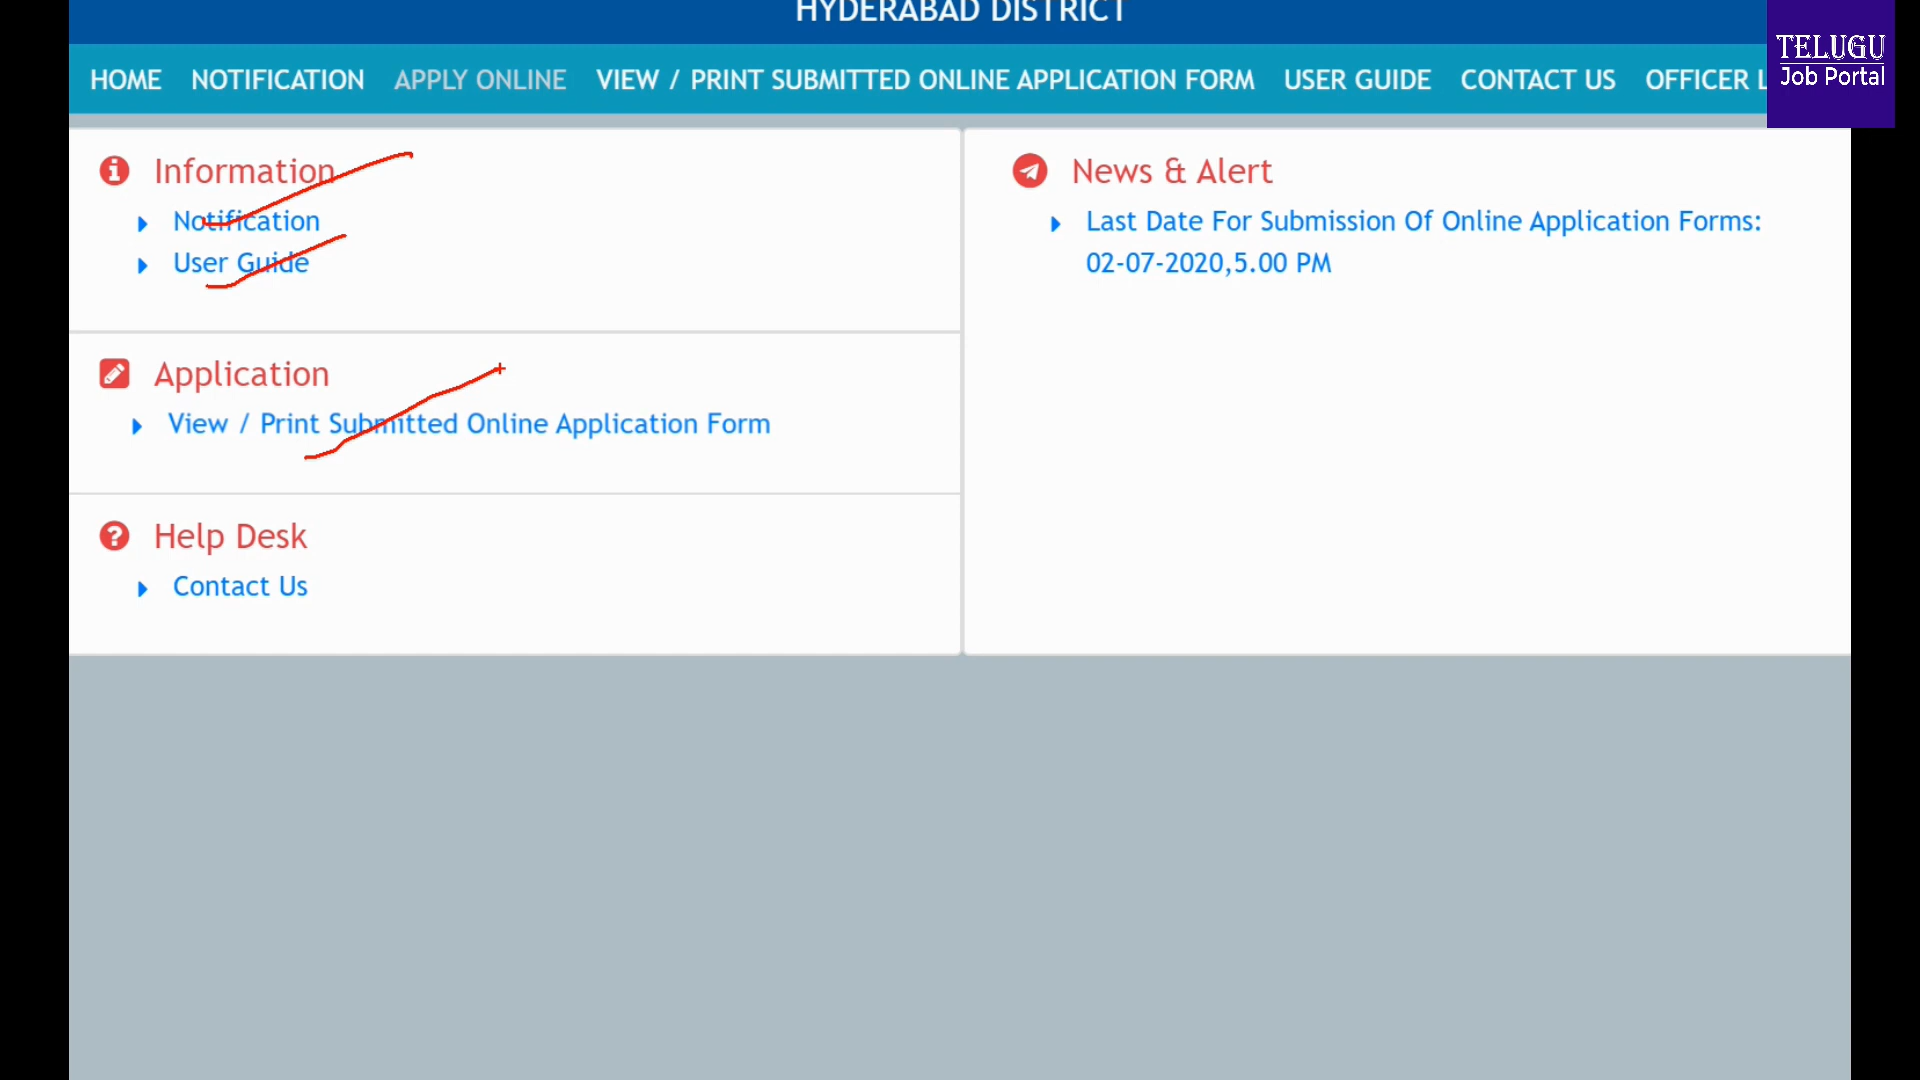 HYDERABAD DISTRICT
HOME NOTIFICATION APPLY ONLINE VIEW / PRINT SUBMITTED ONLINE APPLICATION FORM USER GUIDE CONTACT US OFFICER L
TELUGU
Job Portal
Information
Notification
User Guide
Application
View / Print Submitted Online Application Form
Help Desk
Contact Us
News & Alert
Last Date For Submission Of Online Application Forms:
02-07-2020,5.00 PM